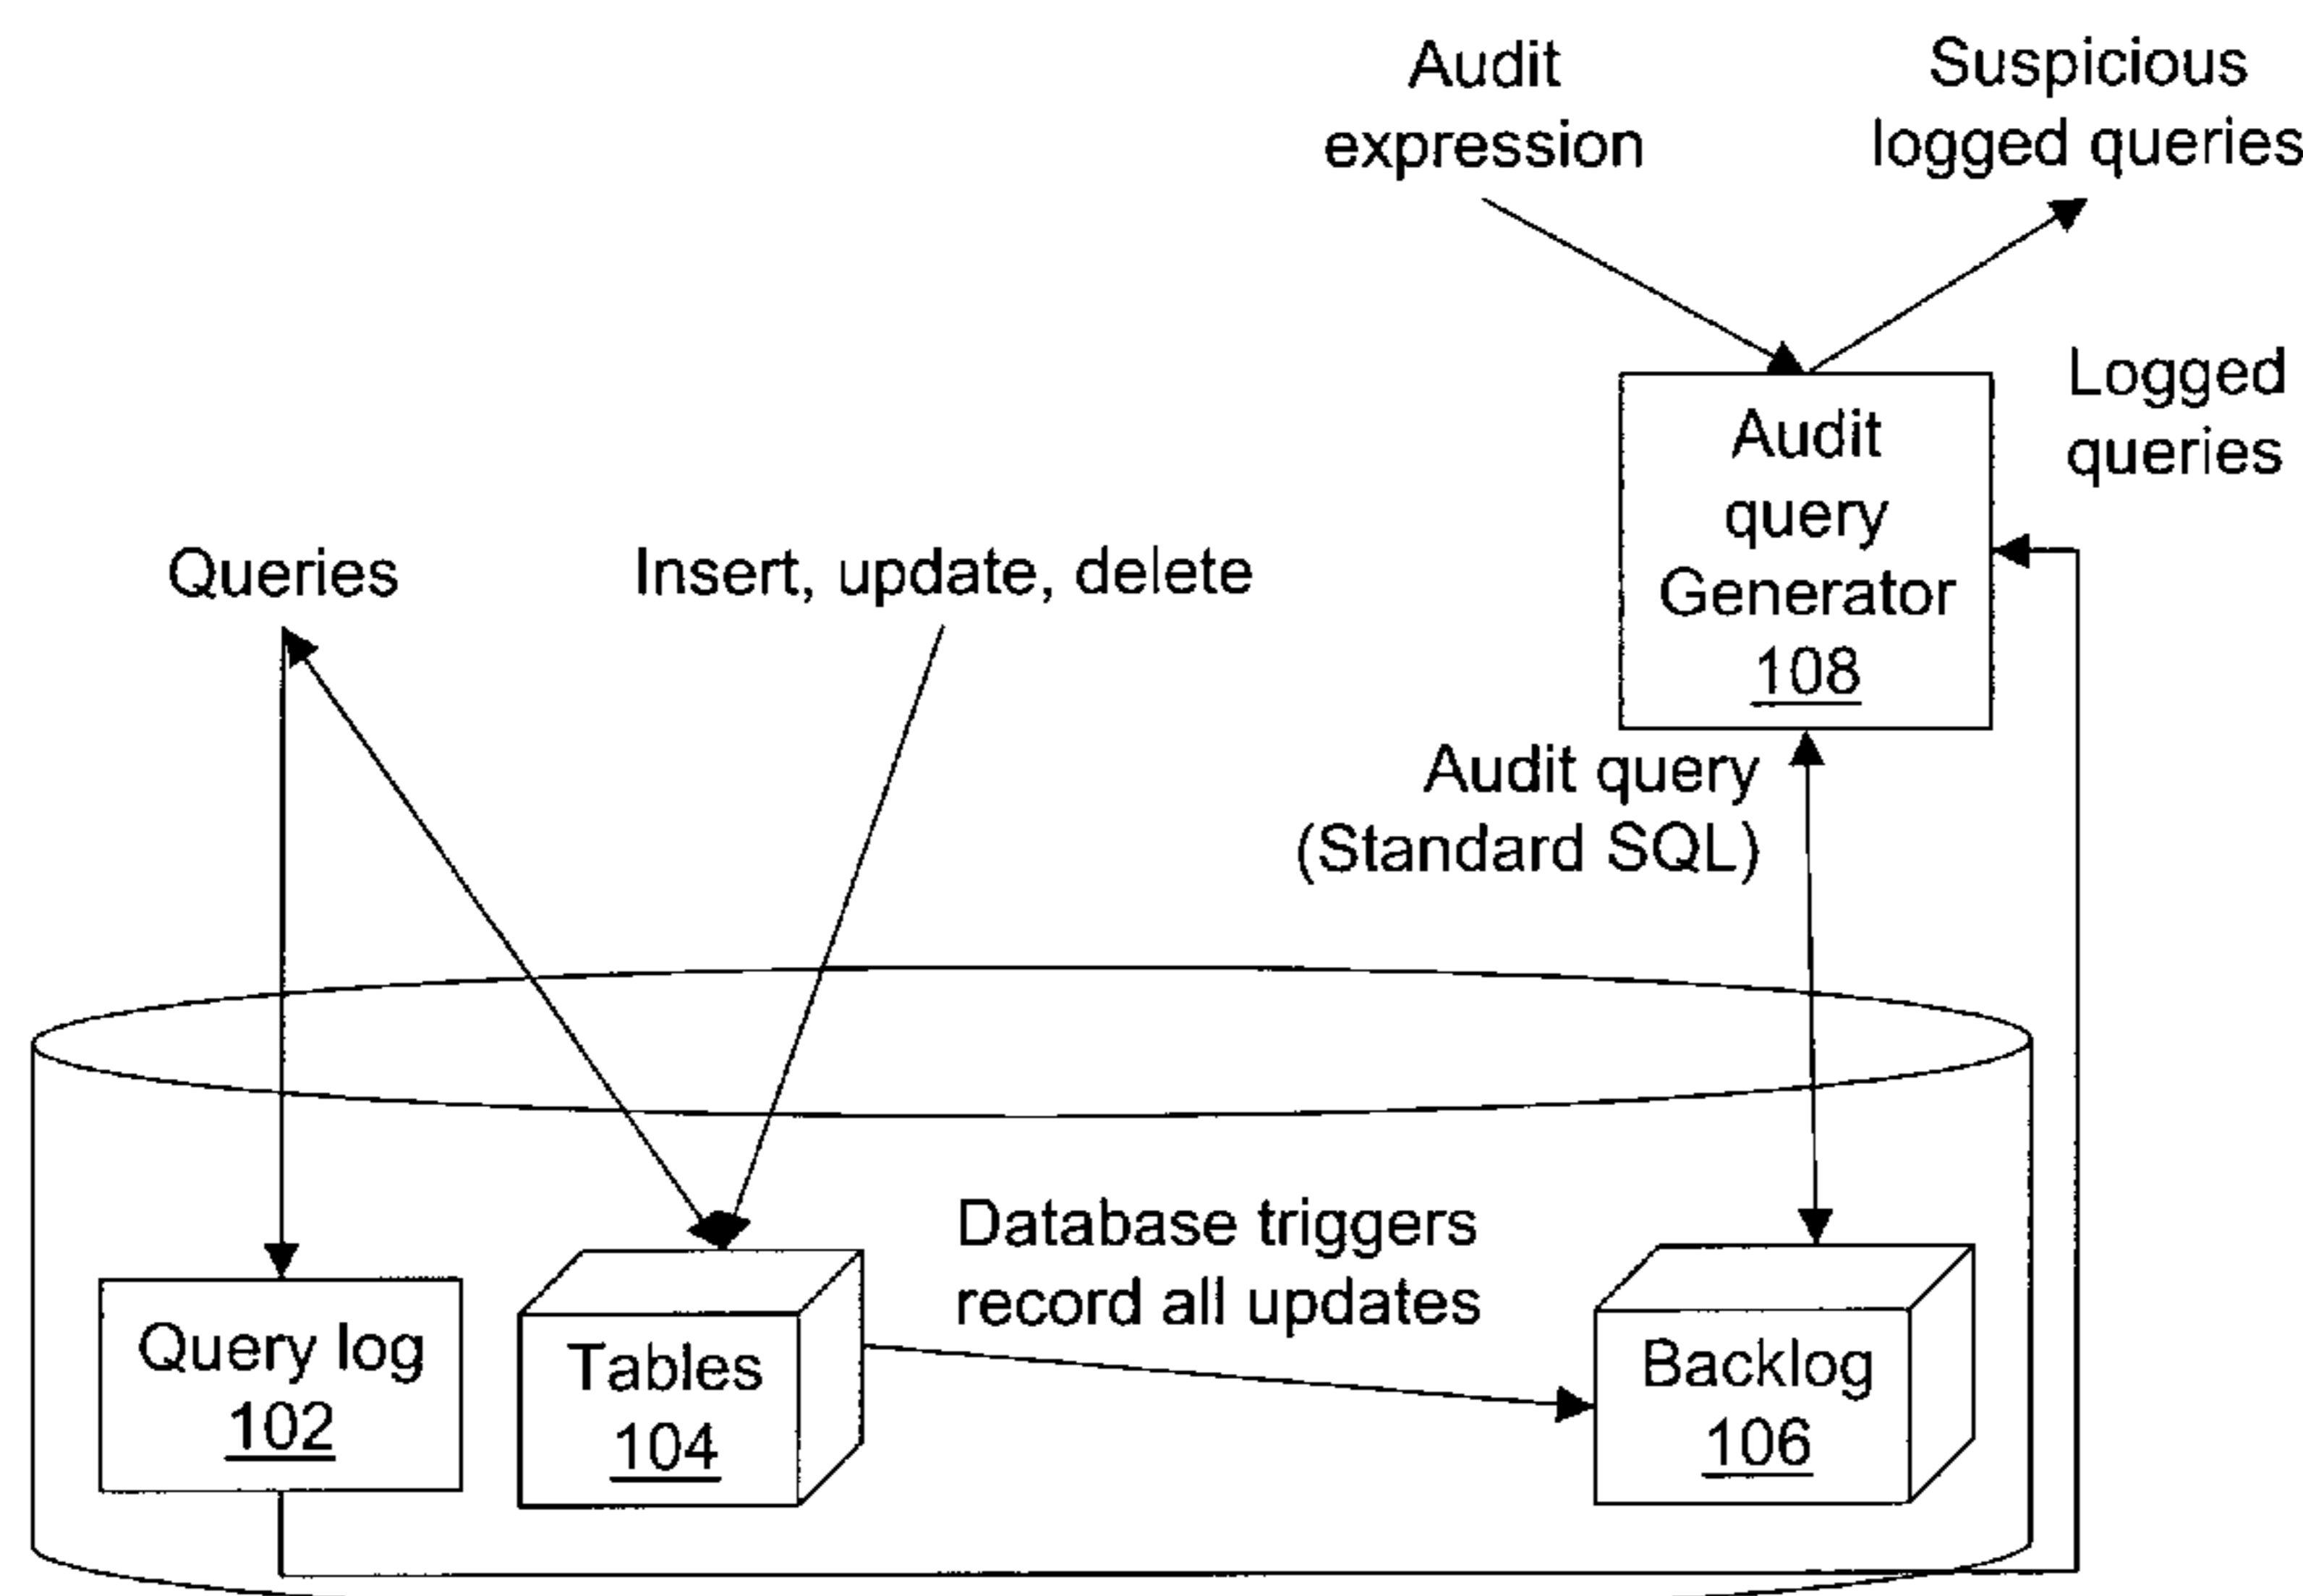 Audit
expression
Suspicious
logged queries
Logged
queries
Audit
query
Generator
108
Queries
Insert, update, delete
Audit query
(Standard SQL)
Database triggers
record all updates
Query log
102
Tables
104
Backlog
106